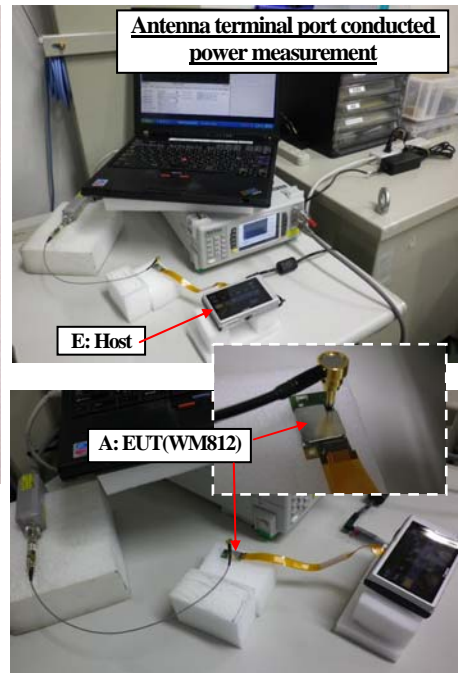 Antenna terminal port conducted
power measurement
E: Host
A: EUT(WM812)